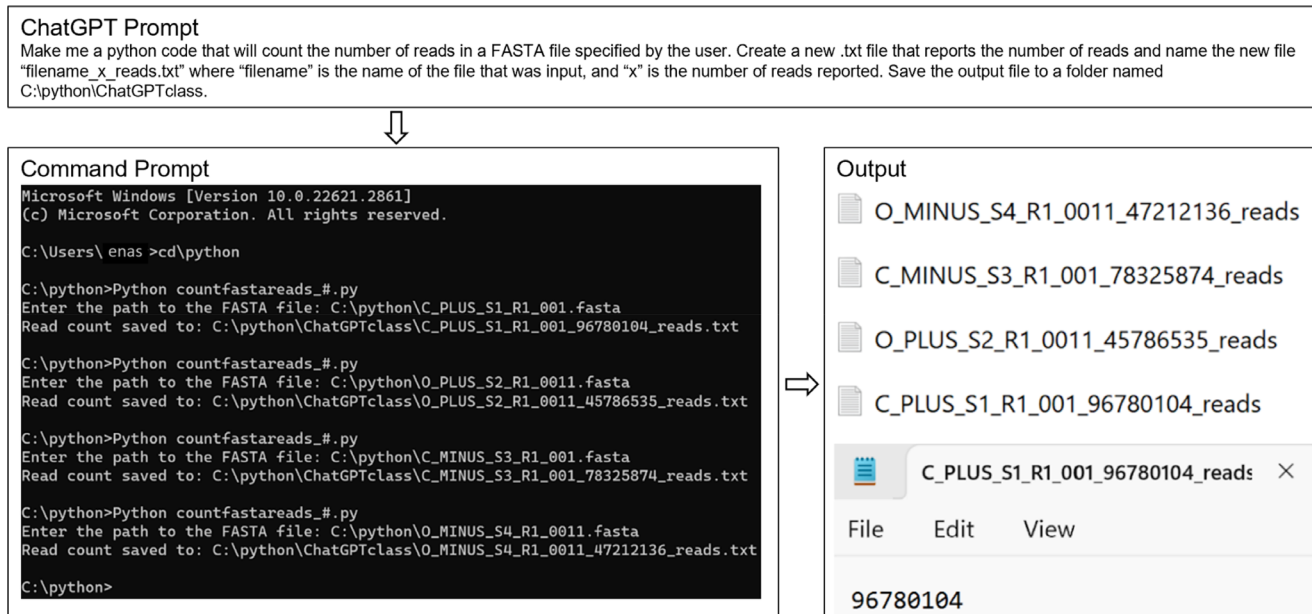 ChatGPT Prompt
Make me a python code that will count the number of reads in a FASTA file specified by the user. Create a new .txt file that reports the number of reads and name the new file
“filename_x_reads.txt” where “filename” is the name of the file that was input, and “x” is the number of reads reported. Save the output file to a folder named
C:\python\ChatGPTclass.
Command Prompt
Microsoft Windows [Version 10.0.22621.2861]
(c) Microsoft Corporation. All rights reserved.
C:\Users\ enas >cd\python
C:\python>Python countfastareads_#.py
Enter the path to the FASTA file: C:\python\C_PLUS_S1_R1_001.fasta
Read count saved to: C:\python\ChatGPTclass\C_PLUS_S1_R1_001_96780104_reads.txt
C:\python>Python countfastareads_#.py
Enter the path to the FASTA file: C:\python\O_PLUS_S2_R1_0011.fasta
Read count saved to: C:\python\ChatGPTclass\O_PLUS_S2_R1_0011_45786535_reads.txt
C:\python>Python countfastareads_#.py
Enter the path to the FASTA file: C:\python\C_MINUS_S3_R1_001.fasta
Read count saved to: C:\python\ChatGPTclass\C_MINUS_S3_R1_001_78325874_reads.txt
C:\python>Python countfastareads_#.py
Enter the path to the FASTA file: C:\python\O_MINUS_S4_R1_0011.fasta
Read count saved to: C:\python\ChatGPTclass\O_MINUS_S4_R1_0011_47212136_reads.txt
C:\python>
Output
O_MINUS_S4_R1_0011_47212136_reads
C_MINUS_S3_R1_001_78325874_reads
O_PLUS_S2_R1_0011_45786535_reads
C_PLUS_S1_R1_001_96780104_reads
C_PLUS_S1_R1_001_96780104_reads ×
File Edit View
96780104